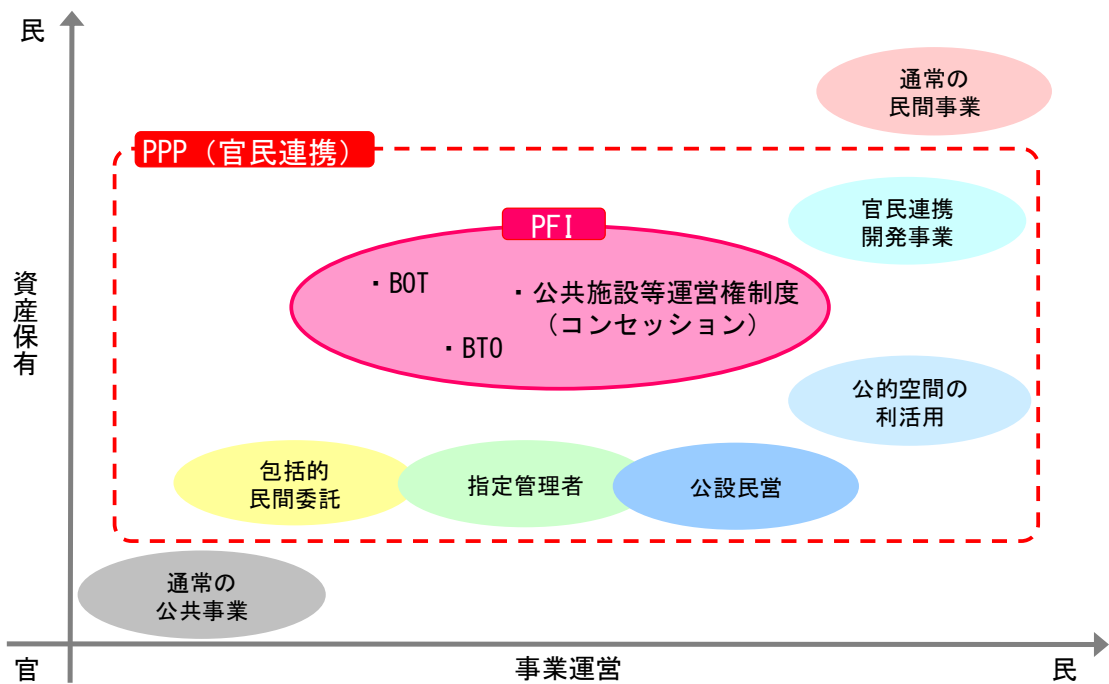 民
通常の
民間事業
PPP（官民連携）
PFI
官民連携
開発事業
・BOT
・公共施設等運営権制度
（コンセッション）
・BTO
資産保有
公的空間の
利活用
包括的
民間委託
指定管理者
公設民営
通常の
公共事業
官
事業運営
民